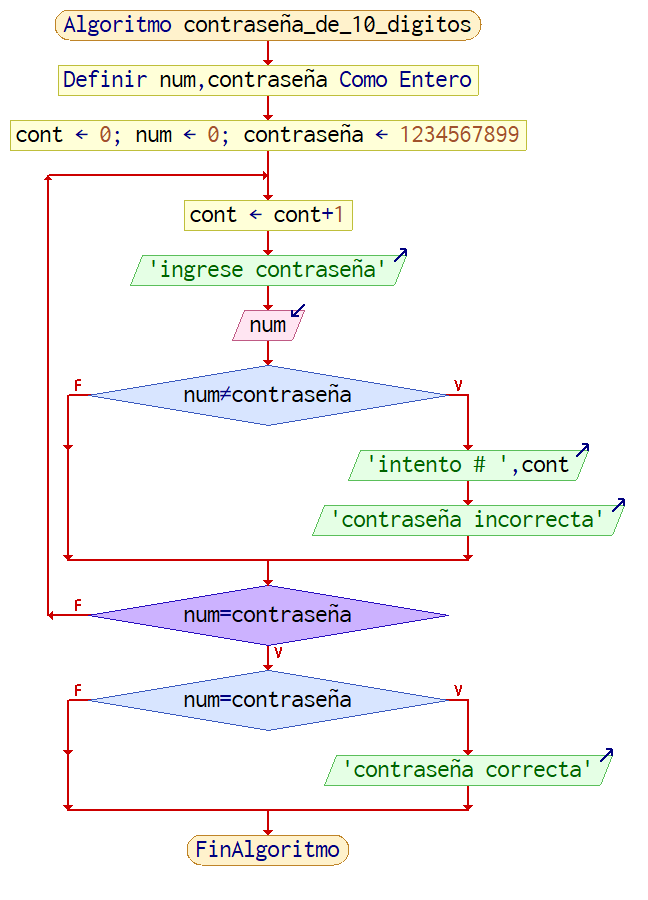 Algoritmo contraseña_de_10_digitos
Definir num,contraseña Como Entero
cont ← 0; num ← 0; contraseña ← 1234567899
cont ← cont+1
'ingrese contraseña'
num
num≠contraseña
F
V
'intento # ',cont
'contraseña incorrecta'
num=contraseña
F
V
num=contraseña
F
V
'contraseña correcta'
FinAlgoritmo